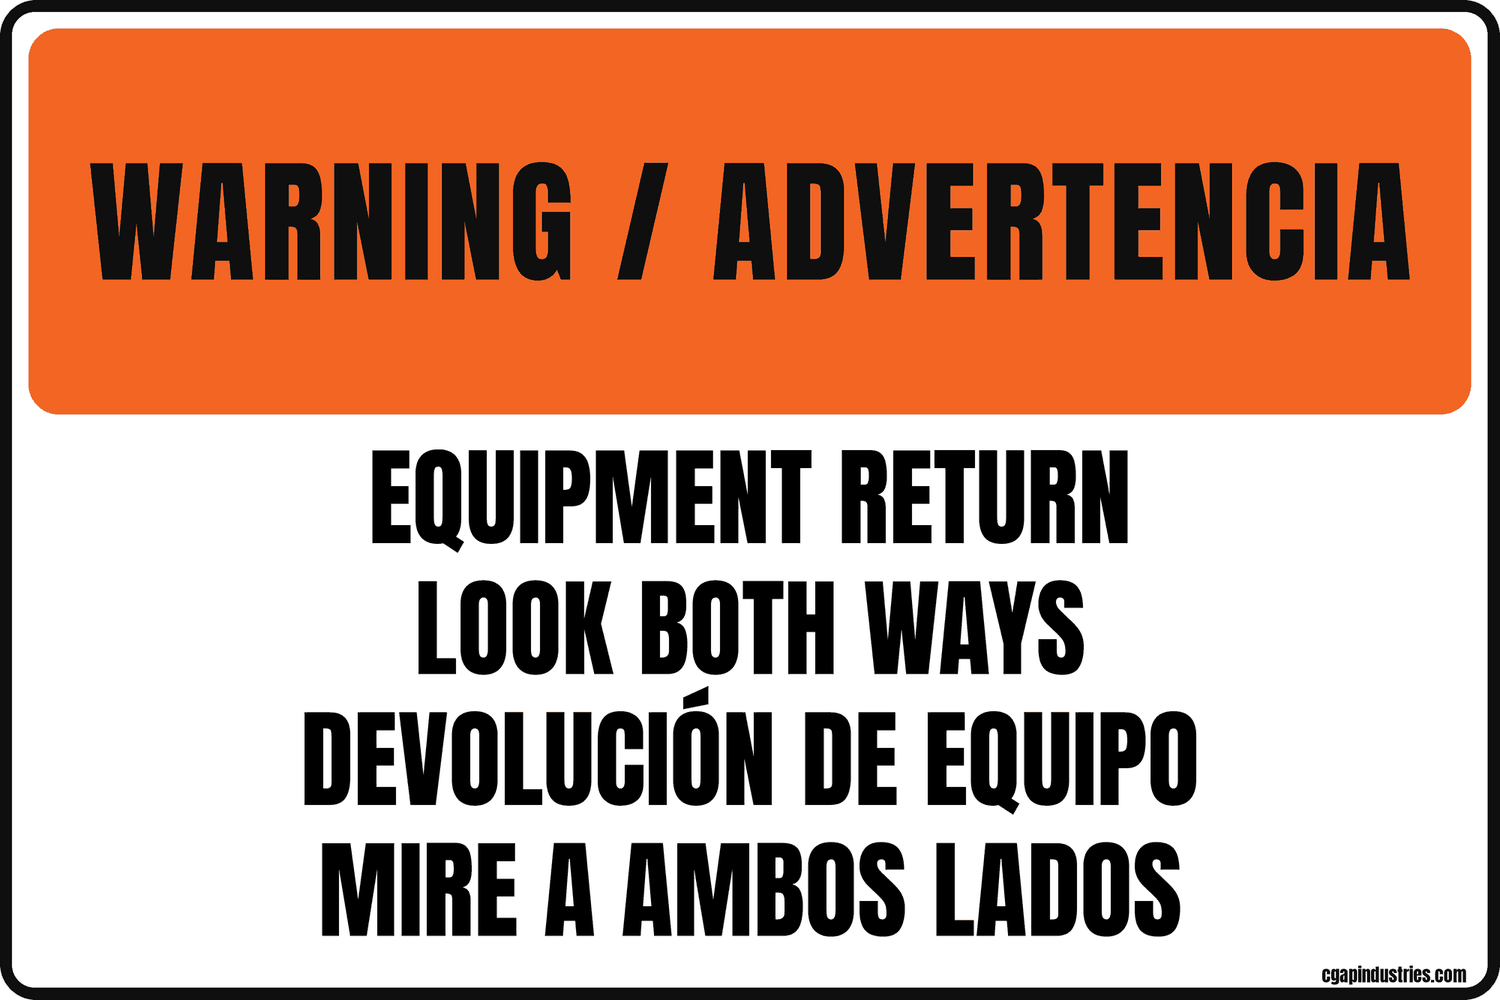 WARNING / ADVERTENCIA
EQUIPMENT RETURN
LOOK BOTH WAYS
DEVOLUCIÓN DE EQUIPO
MIRE A AMBOS LADOS
cgapindustries.com